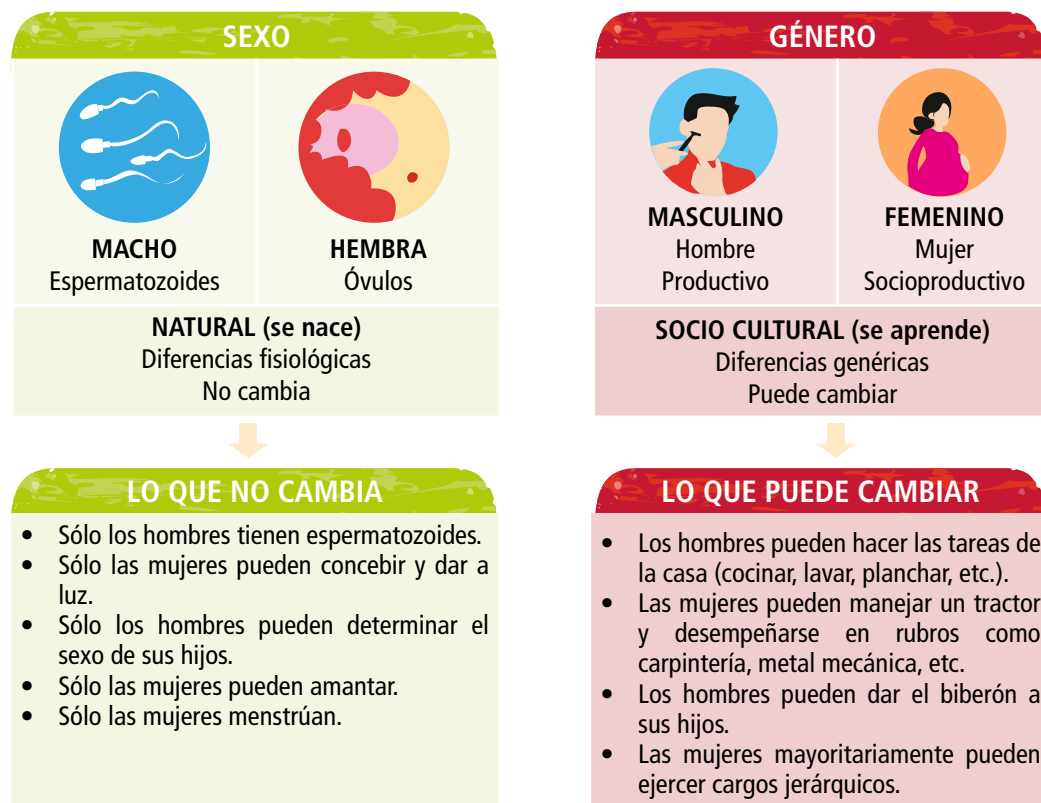 SEXO
MACHO
Espermatozoides
HEMBRA
Óvulos
NATURAL (se nace)
Diferencias fisiológicas
No cambia
LO QUE NO CAMBIA
• Sólo los hombres tienen espermatozoides.
• Sólo las mujeres pueden concebir y dar a
luz.
• Sólo los hombres pueden determinar el
sexo de sus hijos.
• Sólo las mujeres pueden amantar.
• Sólo las mujeres menstrúan.
GÉNERO
MASCULINO
Hombre
Productivo
FEMENINO
Mujer
Socioproductivo
SOCIO CULTURAL (se aprende)
Diferencias genéricas
Puede cambiar
LO QUE PUEDE CAMBIAR
• Los hombres pueden hacer las tareas de
la casa (cocinar, lavar, planchar, etc.).
• Las mujeres pueden manejar un tractor
y desempeñarse en rubros como
carpintería, metal mecánica, etc.
• Los hombres pueden dar el biberón a
sus hijos.
• Las mujeres mayoritariamente pueden
ejercer cargos jerárquicos.